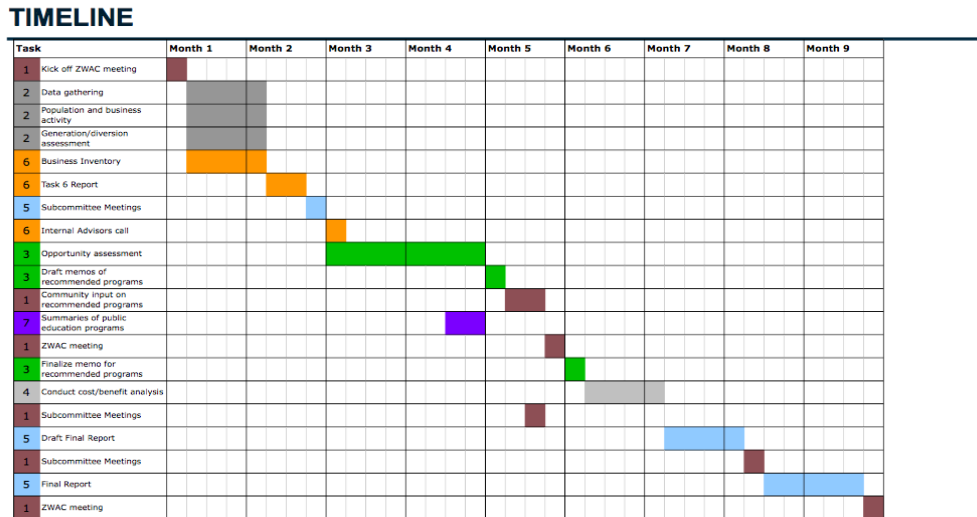 TIMELINE
Task Month 1 Month 2 Month 3 Month 4 Month 5 Month 6 Month 7 Month 8 Month 9
1 Kick off ZWAC meeting
2 Data gathering
2 Population and business
activity
2 Generation/diversion
assessment
6 Business Inventory
6 Task 6 Report
5 Subcommittee Meetings
6 Internal Advisors call
3 Opportunity assessment
3 Draft memos of
recommended programs
1 Community input on
recommended programs
7 Summaries of public
education programs
1 ZWAC meeting
3 Finalize memo for
recommended programs
4 Conduct cost/benefit analysis
1 Subcommittee Meetings
5 Draft Final Report
1 Subcommittee Meetings
5 Final Report
1 ZWAC meeting